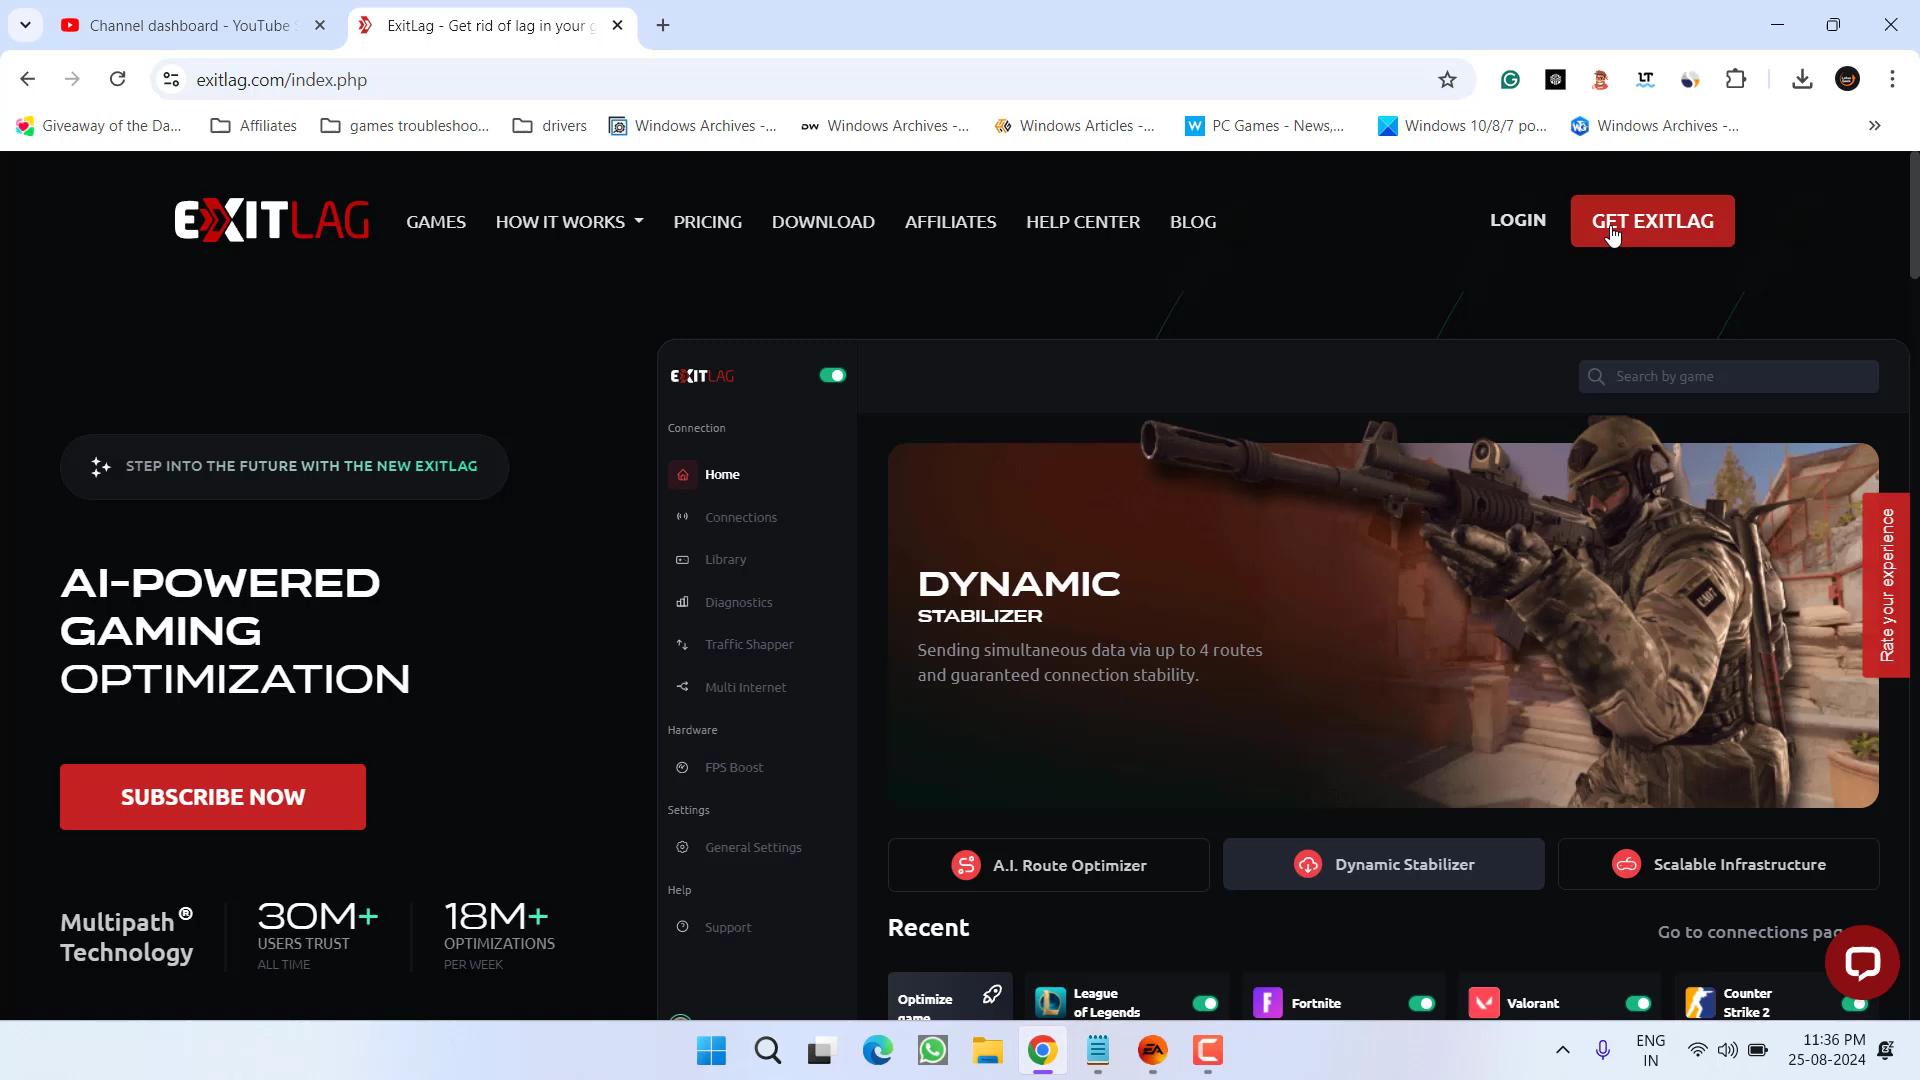 Channel dashboard - YouTube S
ExitLag - Get rid of lag in your g
exitlag.com/index.php
Giveaway of the Da...
Affiliates
games troubleshoo...
drivers
Windows Archives -...
DW
Windows Archives -...
Windows Articles -...
W
PC Games - News,...
Windows 10/8/7 po...
Windows Archives -...
EXITLAG
GAMES
HOW IT WORKS
PRICING
DOWNLOAD
AFFILIATES
HELP CENTER
BLOG
LOGIN
GET EXITLAG
STEP INTO THE FUTURE WITH THE NEW EXITLAG
AI-POWERED
GAMING
OPTIMIZATION
SUBSCRIBE NOW
Multipath®
Technology
30M+
USERS TRUST
ALL TIME
18M+
OPTIMIZATIONS
PER WEEK
EXITLAG
Connection
Home
Connections
Library
Diagnostics
Traffic Shapper
Multi Internet
Hardware
FPS Boost
Settings
General Settings
Help
Support
Search by game
DYNAMIC
STABILIZER
Sending simultaneous data via up to 4 routes
and guaranteed connection stability.
A.I. Route Optimizer
Dynamic Stabilizer
Scalable Infrastructure
Recent
Go to connections pag
Optimize
game
League
of Legends
Fortnite
Valorant
Counter
Strike 2
Rate your experience
EA
ENG
IN
11:36 PM
25-08-2024